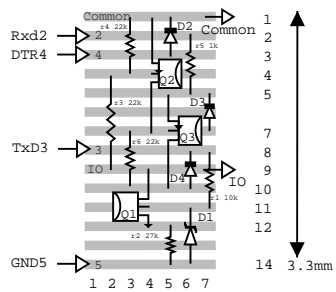 Common r4 22k D2 1
Common
Rxd2 2 2
r5 1k
DTR4 4 3
Q2 4
5
r3 22k D3
7
Q3
r6 22k
TxD3 3 8
IO D4 9
IO
r1 10k 10
Q1 11
D1
12
r2 27k
GND5 5 14
3.3mm
1 2 3 4 5 6 7